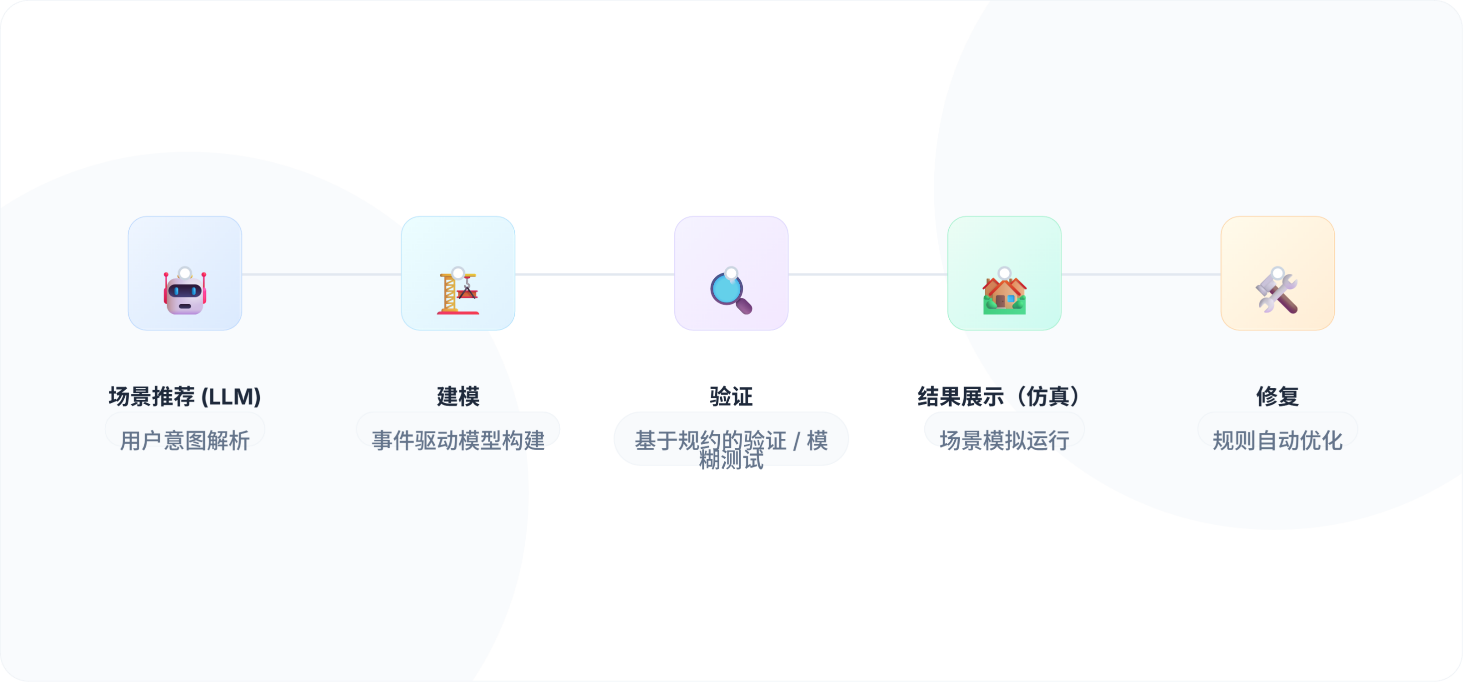 场景推荐 (LLM)
用户意图解析
建模
事件驱动模型构建
验证
基于规约的验证 / 模
糊测试
结果展示（仿真）
场景模拟运行
修复
规则自动优化